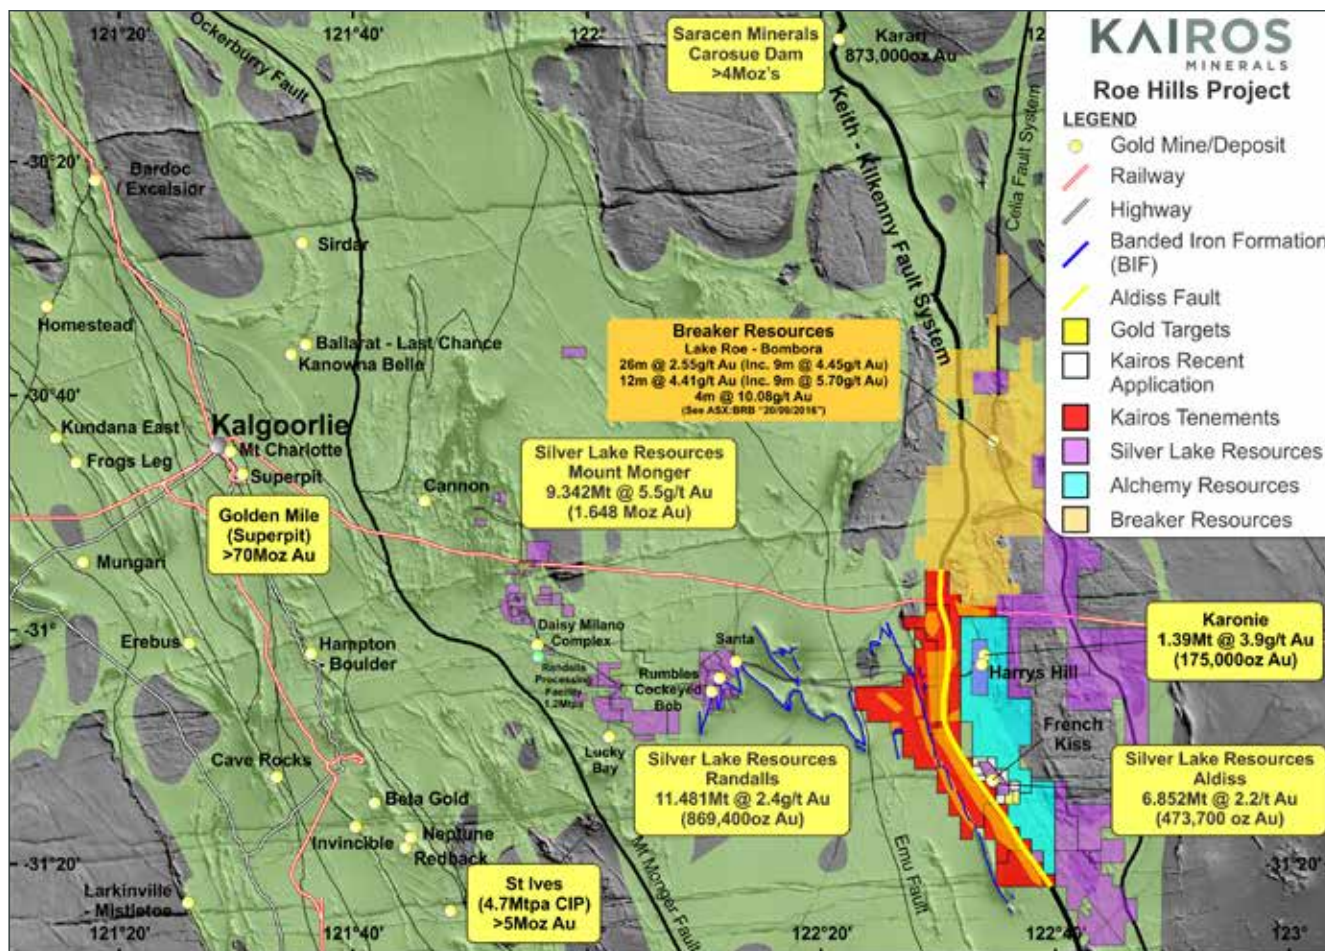 121°20'
121°40'
122°
12
Ockerburry Fault
Saracen Minerals
Carosue Dam
>4Moz's
Karari
873,000oz Au
KAIROS
MINERALS
Roe Hills Project
LEGEND
Gold Mine/Deposit
Railway
Highway
Banded Iron Formation
(BIF)
Aldiss Fault
Gold Targets
Kairos Recent
Application
Kairos Tenements
Silver Lake Resources
Alchemy Resources
Breaker Resources
Keith - Kilkenny Fault System
Celia Fault System
-30°20'
Bardoc
/ Excelsior
Sirdar
Homestead
Ballarat - Last Chance
Kanowna Belle
Breaker Resources
Lake Roe - Bombora
26m @ 2.55g/t Au (Inc. 9m @ 4.45g/t Au)
12m @ 4.41g/t Au (Inc. 9m @ 5.70g/t Au)
4m @ 10.08g/t Au
(See ASX:BRB "20/09/2016")
-30°40'
Kundana East
Kalgoorlie
Mt Charlotte
Frogs Leg
Superpit
Cannon
Silver Lake Resources
Mount Monger
9.342Mt @ 5.5g/t Au
(1.648 Moz Au)
Golden Mile
(Superpit)
>70Moz Au
Mungari
-31°
Erebus
Hampton
- Boulder
Daisy Milano
Complex
Randalls
Processing
Facility
1.2Mtpa
Santa
Rumbles
Cockeyed
Bob
Harrys Hill
Karonie
1.39Mt @ 3.9g/t Au
(175,000oz Au)
French
Kiss
Lucky
Bay
Cave Rocks
Silver Lake Resources
Randalls
11.481Mt @ 2.4g/t Au
(869,400oz Au)
Silver Lake Resources
Aldiss
6.852Mt @ 2.2/t Au
(473,700 oz Au)
Beta Gold
Invincible
Neptune
Redback
-31°20'
-31°20'
Mt Monger Fault
Emu Fault
Larkinville
- Mistletoe
St Ives
(4.7Mtpa CIP)
>5Moz Au
121°20'
121°40'
122°20'
122°40'
123°